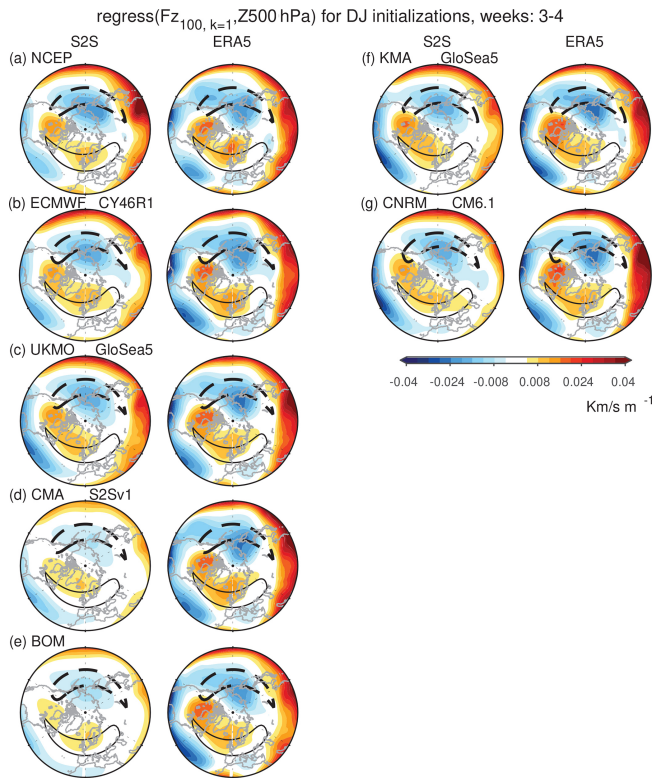 regress(Fz100, k=1,Z500 hPa) for DJ initializations, weeks: 3-4
S2S ERA5 S2S ERA5
(a) NCEP (f) KMA GloSea5
(b) ECMWF CY46R1 (g) CNRM CM6.1
(c) UKMO GloSea5
-0.04 -0.024 -0.008 0.008 0.024 0.04
Km/s m -1
(d) CMA S2Sv1
(e) BOM